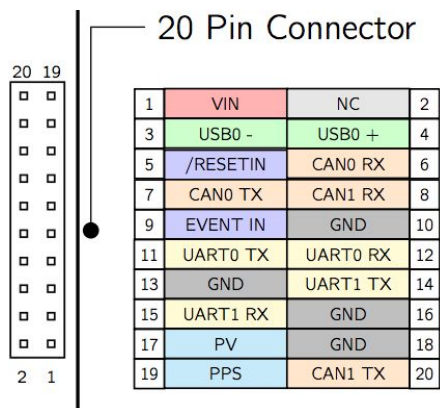 20 Pin Connector
20 19
1 VIN NC 2
3 USB0 - USB0 + 4
5 /RESETIN CAN0 RX 6
7 CAN0 TX CAN1 RX 8
9 EVENT IN GND 10
11 UART0 TX UART0 RX 12
13 GND UART1 TX 14
15 UART1 RX GND 16
17 PV GND 18
19 PPS CAN1 TX 20
2 1